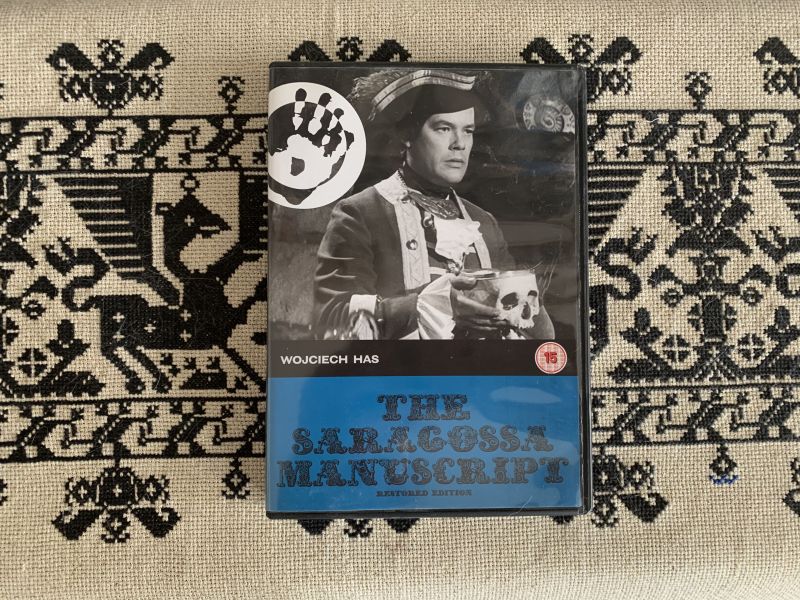 WOJCIECH HAS
15
THE
SARAGOSSA
MANUSCRIPT
RESTORED EDITION